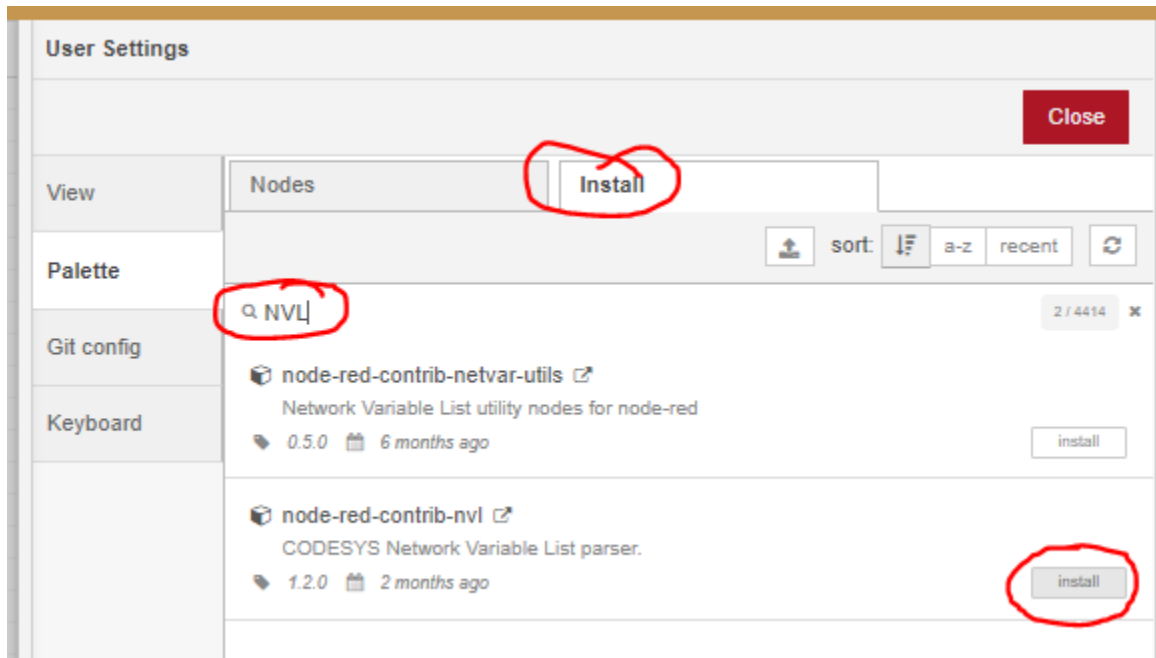 User Settings
Close
View
Palette
Git config
Keyboard
Nodes
Install
sort: a-z recent
NVL
2 / 4414
node-red-contrib-netvar-utils
Network Variable List utility nodes for node-red
0.5.0 6 months ago
install
node-red-contrib-nvl
CODESYS Network Variable List parser.
1.2.0 2 months ago
install